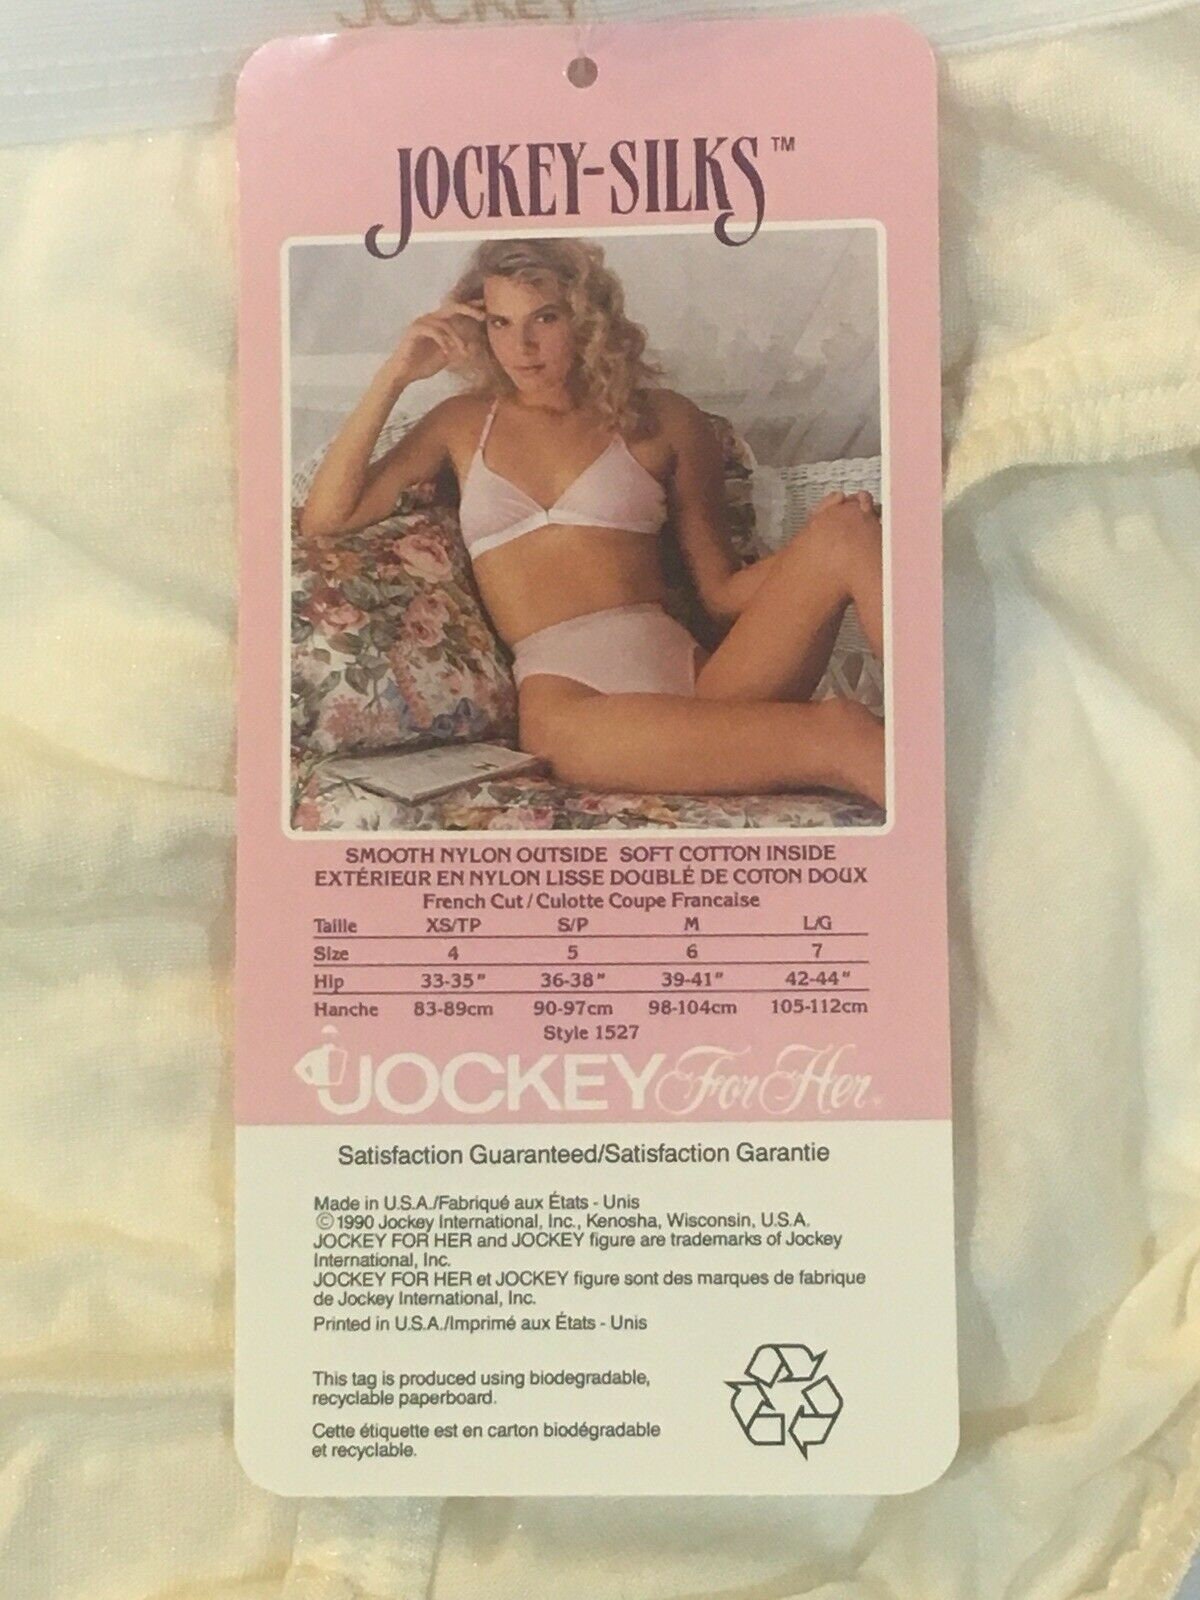 JOCKEY
JOCKEY-SILKS™
SMOOTH NYLON OUTSIDE SOFT COTTON INSIDE
EXTÉRIEUR EN NYLON LISSE DOUBLÉ DE COTON DOUX
French Cut / Culotte Coupe Francaise
Taille XS/TP S/P M L/G
Size 4 5 6 7
Hip 33-35" 36-38" 39-41" 42-44"
Hanche 83-89cm 90-97cm 98-104cm 105-112cm
Style 1527
JOCKEY For Her®
Satisfaction Guaranteed/Satisfaction Garantie
Made in U.S.A./Fabriqué aux États - Unis
©1990 Jockey International, Inc., Kenosha, Wisconsin, U.S.A.
JOCKEY FOR HER and JOCKEY figure are trademarks of Jockey
International, Inc.
JOCKEY FOR HER et JOCKEY figure sont des marques de fabrique
de Jockey International, Inc.
Printed in U.S.A./Imprimé aux États - Unis
This tag is produced using biodegradable,
recyclable paperboard.
Cette étiquette est en carton biodégradable
et recyclable.